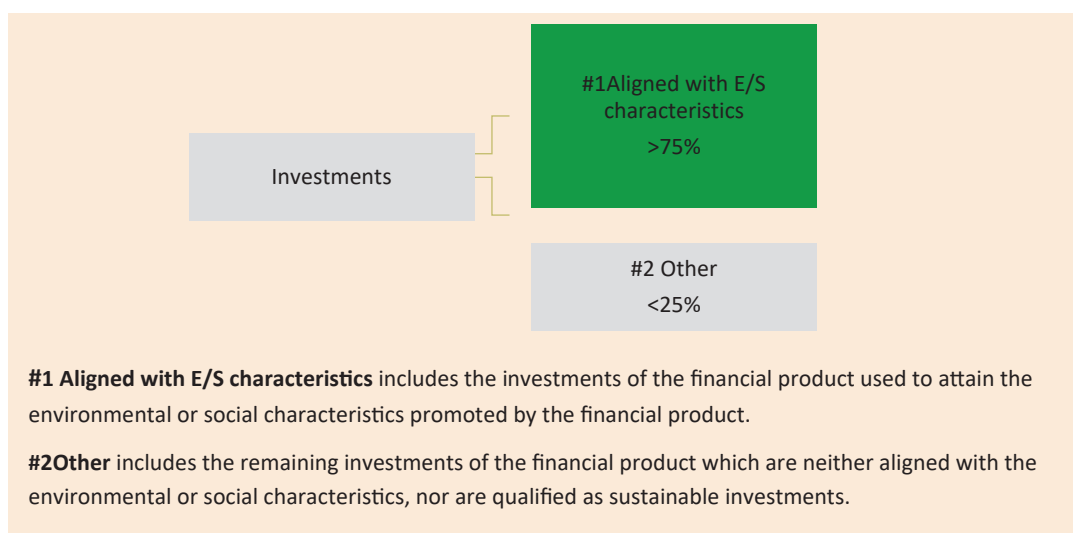 #1Aligned with E/S
characteristics
>75%
Investments
#2 Other
<25%
#1 Aligned with E/S characteristics includes the investments of the financial product used to attain the
environmental or social characteristics promoted by the financial product.
#2Other includes the remaining investments of the financial product which are neither aligned with the
environmental or social characteristics, nor are qualified as sustainable investments.